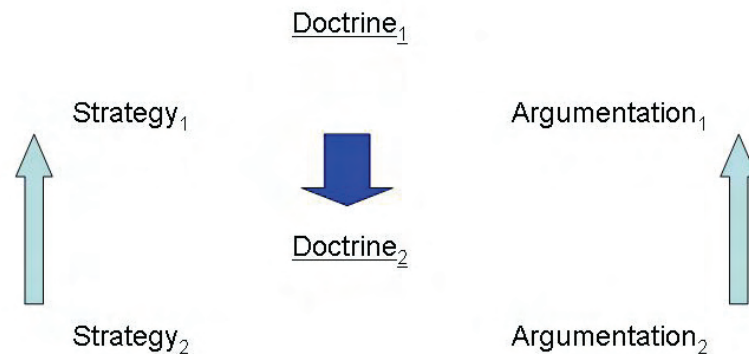 Doctrine₁
Strategy₁ Argumentation₁
Doctrine₂
Strategy₂ Argumentation₂